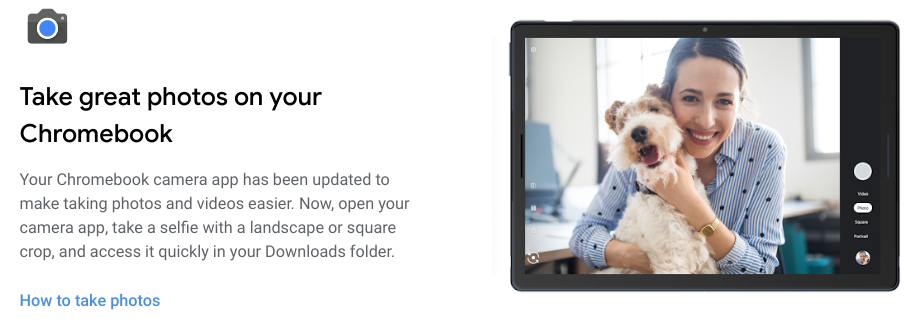 Take great photos on your
Chromebook
Your Chromebook camera app has been updated to
make taking photos and videos easier. Now, open your
camera app, take a selfie with a landscape or square
crop, and access it quickly in your Downloads folder.
How to take photos
Video
Photo
Square
Portrait